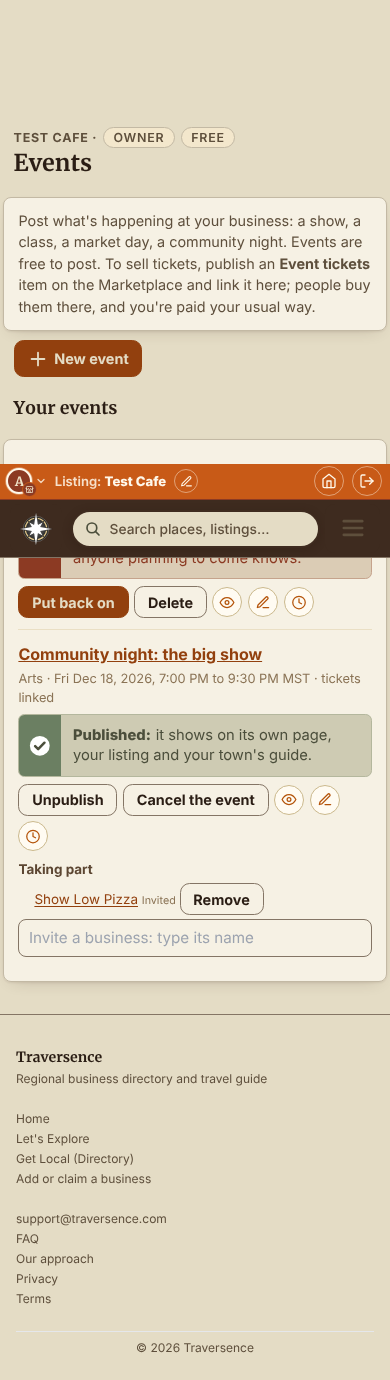 TEST CAFE · OWNER FREE
Events
Post what's happening at your business: a show, a
class, a market day, a community night. Events are
free to post. To sell tickets, publish an Event tickets
item on the Marketplace and link it here; people buy
them there, and you're paid your usual way.
New event
Your events
A Listing: Test Cafe
Search places, listings...
anyone planning to come knows.
Put back on Delete
Community night: the big show
Arts · Fri Dec 18, 2026, 7:00 PM to 9:30 PM MST · tickets
linked
Published: it shows on its own page,
your listing and your town's guide.
Unpublish Cancel the event
Taking part
Show Low Pizza Invited Remove
Invite a business: type its name
Traversence
Regional business directory and travel guide
Home
Let's Explore
Get Local (Directory)
Add or claim a business
support@traversence.com
FAQ
Our approach
Privacy
Terms
© 2026 Traversence